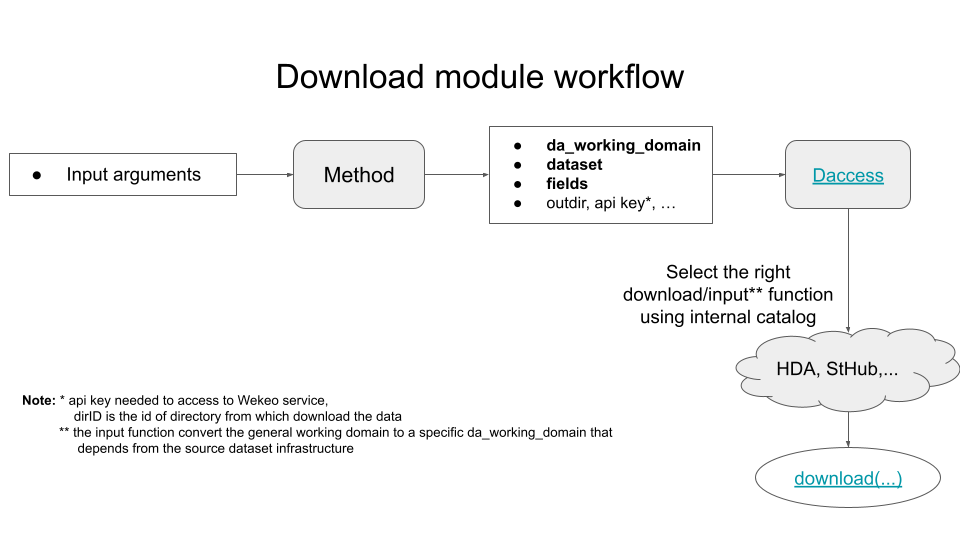 Download module workflow
● Input arguments
Method
● da_working_domain
● dataset
● fields
● outdir, api key*, …
Daccess
Select the right
download/input** function
using internal catalog
HDA, StHub,...
Note: * api key needed to access to Wekeo service,
dirID is the id of directory from which download the data
** the input function convert the general working domain to a specific da_working_domain that
depends from the source dataset infrastructure
download(...)